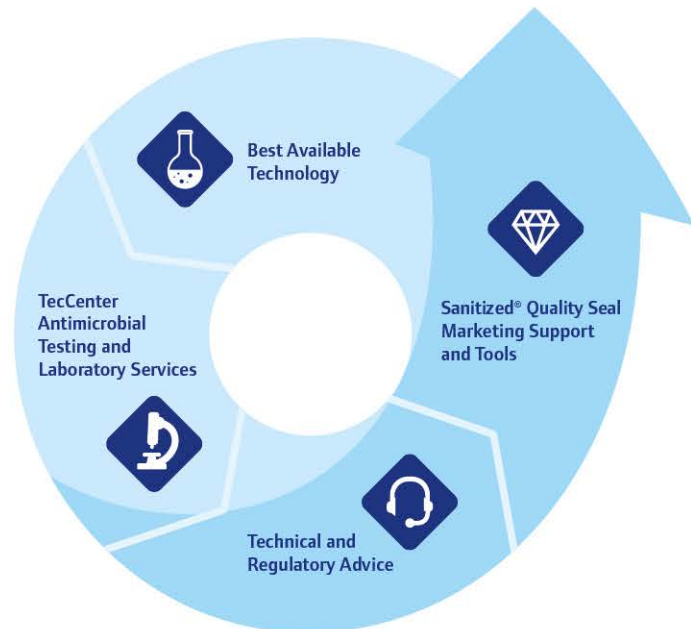 Best Available
Technology
TecCenter
Antimicrobial
Testing and
Laboratory Services
Technical and
Regulatory Advice
Sanitized® Quality Seal
Marketing Support
and Tools